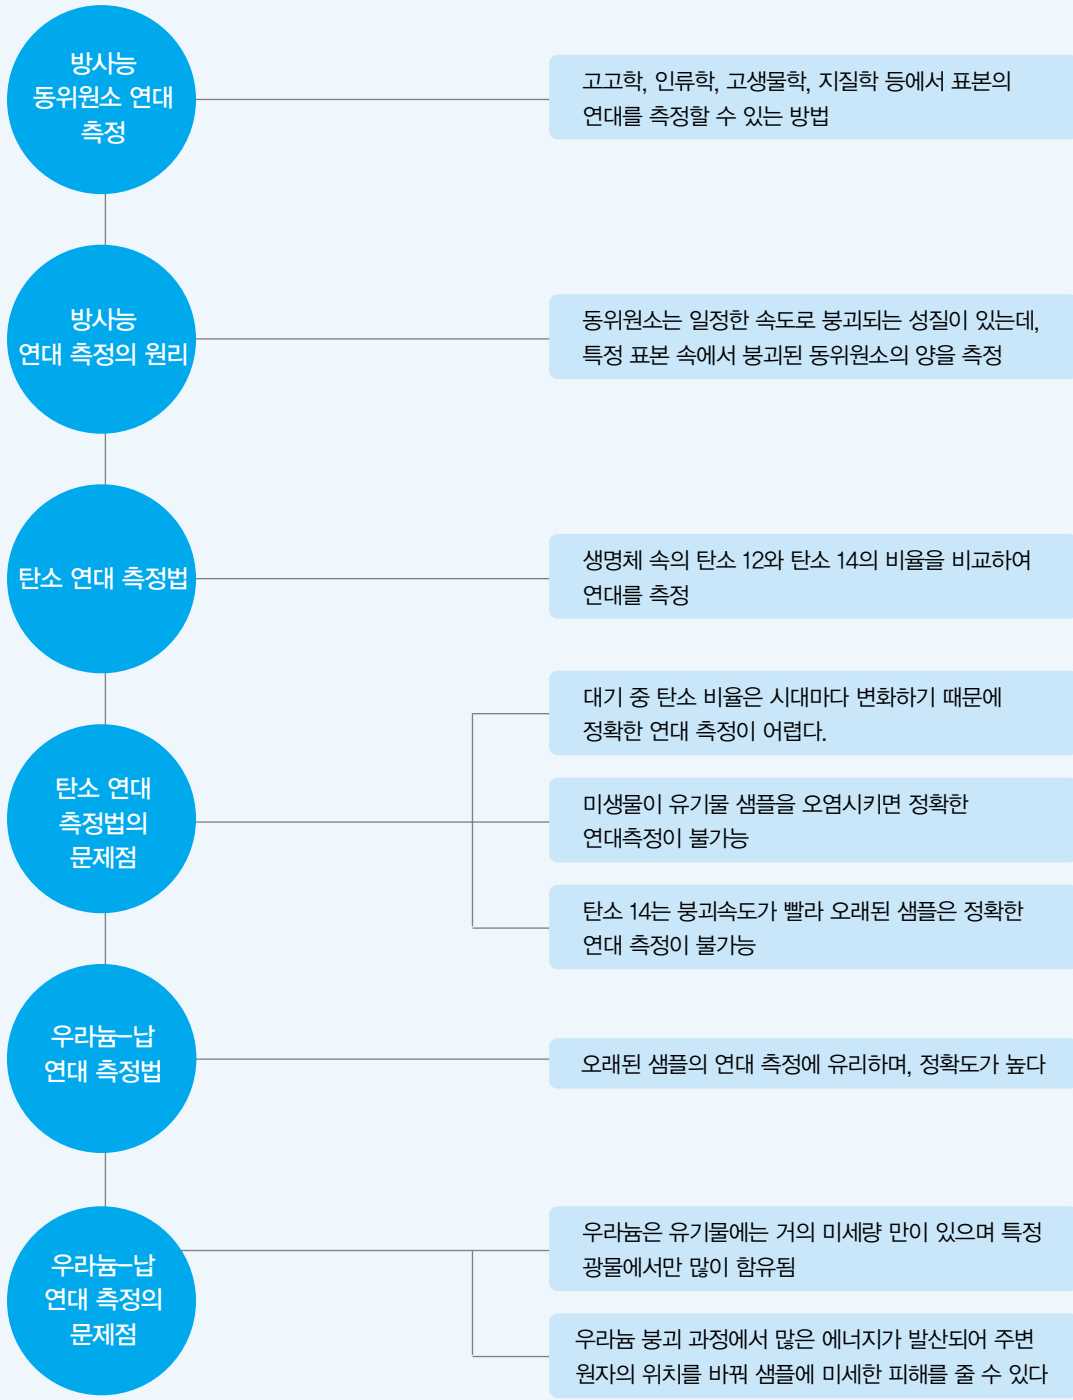 방사능
동위원소 연대
측정
고고학, 인류학, 고생물학, 지질학 등에서 표본의
연대를 측정할 수 있는 방법
방사능
연대 측정의 원리
동위원소는 일정한 속도로 붕괴되는 성질이 있는데,
특정 표본 속에서 붕괴된 동위원소의 양을 측정
탄소 연대 측정법
생명체 속의 탄소 12와 탄소 14의 비율을 비교하여
연대를 측정
탄소 연대
측정법의
문제점
대기 중 탄소 비율은 시대마다 변화하기 때문에
정확한 연대 측정이 어렵다.
미생물이 유기물 샘플을 오염시키면 정확한
연대측정이 불가능
탄소 14는 붕괴속도가 빨라 오래된 샘플은 정확한
연대 측정이 불가능
우라늄-납
연대 측정법
오래된 샘플의 연대 측정에 유리하며, 정확도가 높다
우라늄-납
연대 측정의
문제점
우라늄은 유기물에는 거의 미세량 만이 있으며 특정
광물에서만 많이 함유됨
우라늄 붕괴 과정에서 많은 에너지가 발산되어 주변
원자의 위치를 바꿔 샘플에 미세한 피해를 줄 수 있다